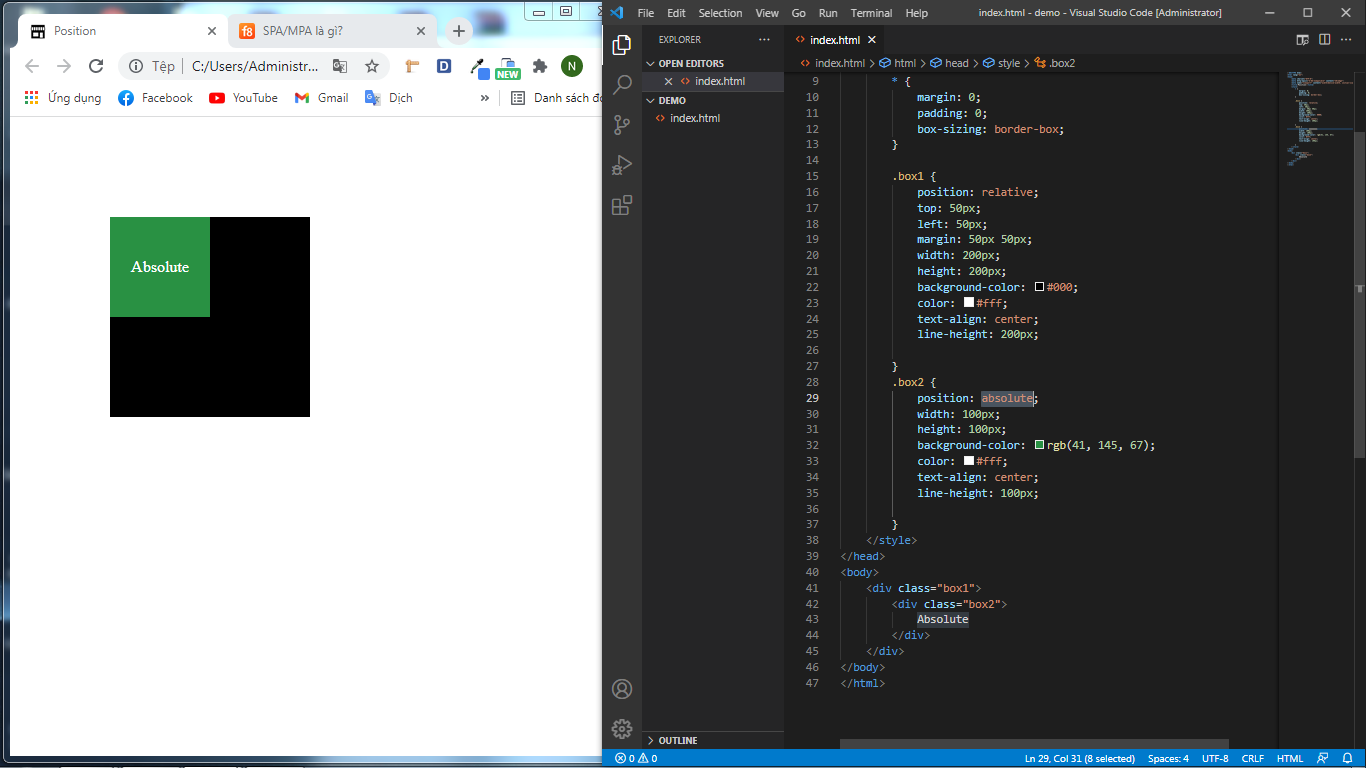 Position
SPA/MPA là gì?
Tệp
C:/Users/Administr...
NEW
N
Ứng dụng
Facebook
YouTube
Gmail
Dịch
»
Danh sách đọ
Absolute
File Edit Selection View Go Run Terminal Help
index.html - demo - Visual Studio Code [Administrator]
EXPLORER
OPEN EDITORS
index.html
DEMO
index.html
OUTLINE
index.html
index.html > html > head > style > .box2
9 * {
10 margin: 0;
11 padding: 0;
12 box-sizing: border-box;
13 }
14
15 .box1 {
16 position: relative;
17 top: 50px;
18 left: 50px;
19 margin: 50px 50px;
20 width: 200px;
21 height: 200px;
22 background-color: #000;
23 color: #fff;
24 text-align: center;
25 line-height: 200px;
26
27 }
28 .box2 {
29 position: absolute;
30 width: 100px;
31 height: 100px;
32 background-color: rgb(41, 145, 67);
33 color: #fff;
34 text-align: center;
35 line-height: 100px;
36
37 }
38 </style>
39 </head>
40 <body>
41 <div class="box1">
42 <div class="box2">
43 Absolute
44 </div>
45 </div>
46 </body>
47 </html>
0 0
Ln 29, Col 31 (8 selected) Spaces: 4 UTF-8 CRLF HTML